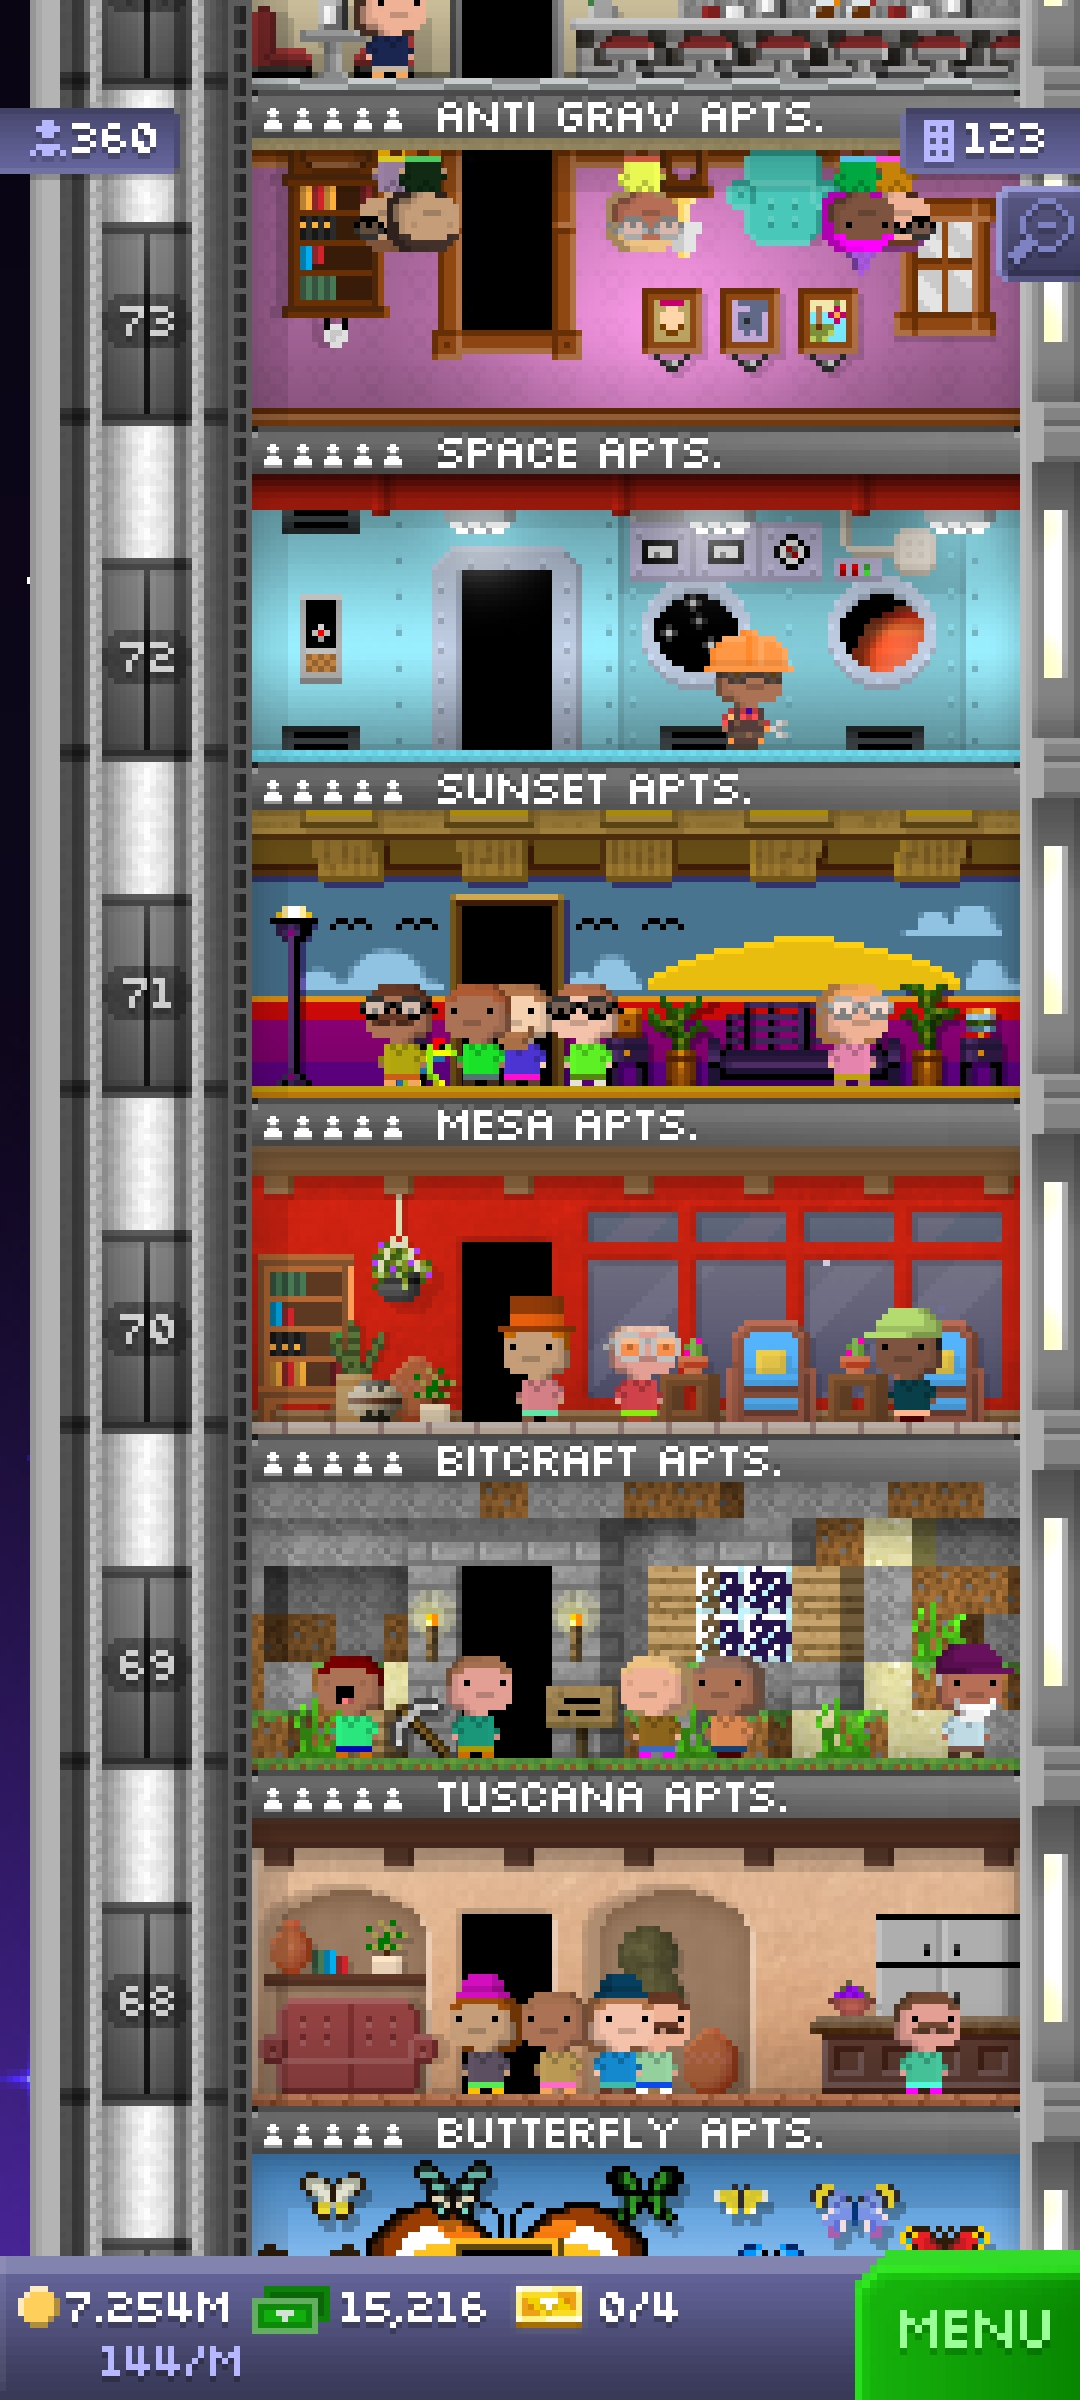 ANTI GRAV APTS.
360
123
73
SPACE APTS.
72
SUNSET APTS.
71
MESA APTS.
70
BITCRAFT APTS.
69
TUSCANA APTS.
68
BUTTERFLY APTS.
7.254M 15,216 0/4
144/M
MENU